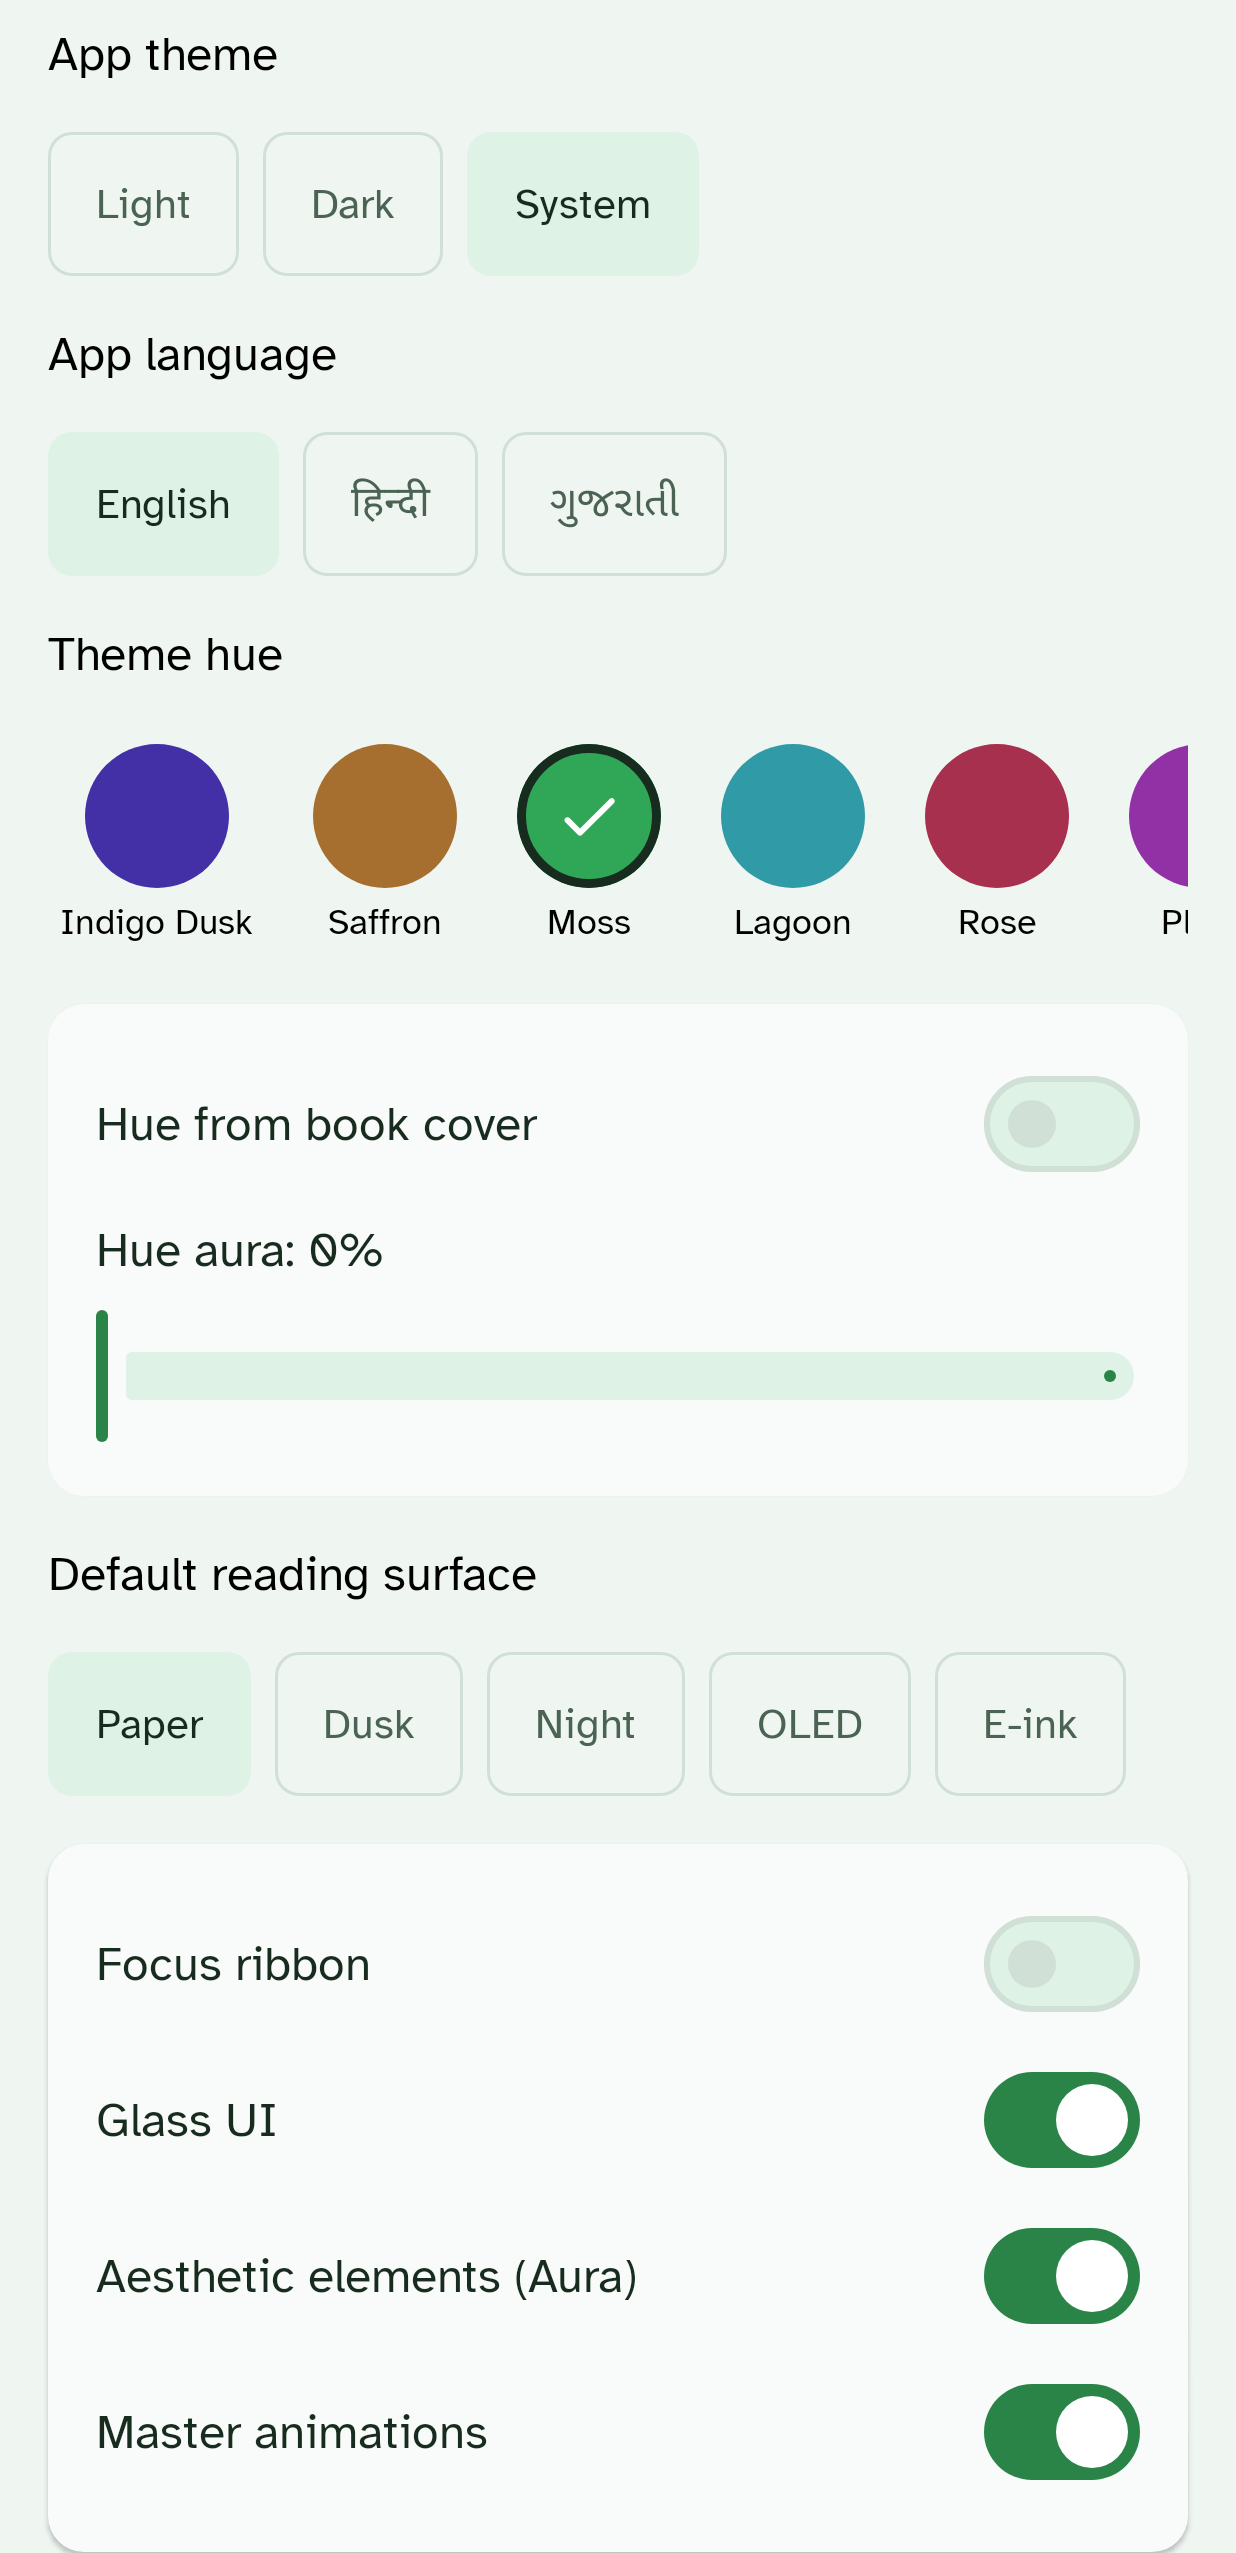 App theme
Light Dark System
App language
English हिन्दी ગુજરાતી
Theme hue
Indigo Dusk Saffron Moss Lagoon Rose
Hue from book cover
Hue aura: 0%
Default reading surface
Paper Dusk Night OLED E-ink
Focus ribbon
Glass UI
Aesthetic elements (Aura)
Master animations